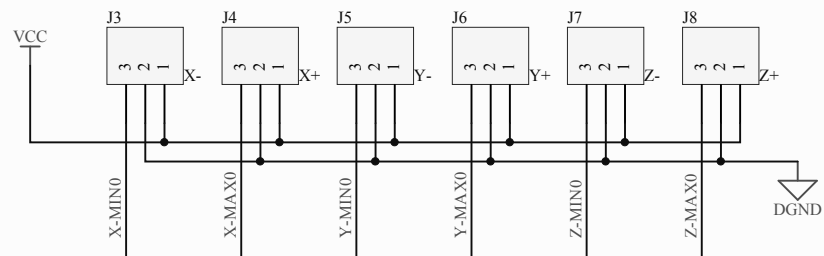 J3 J4 J5 J6 J7 J8
VCC
3 2 1 3 2 1 3 2 1 3 2 1 3 2 1 3 2 1
X- X+ Y- Y+ Z- Z+
X-MIN0 X-MAX0 Y-MIN0 Y-MAX0 Z-MIN0 Z-MAX0
DGND